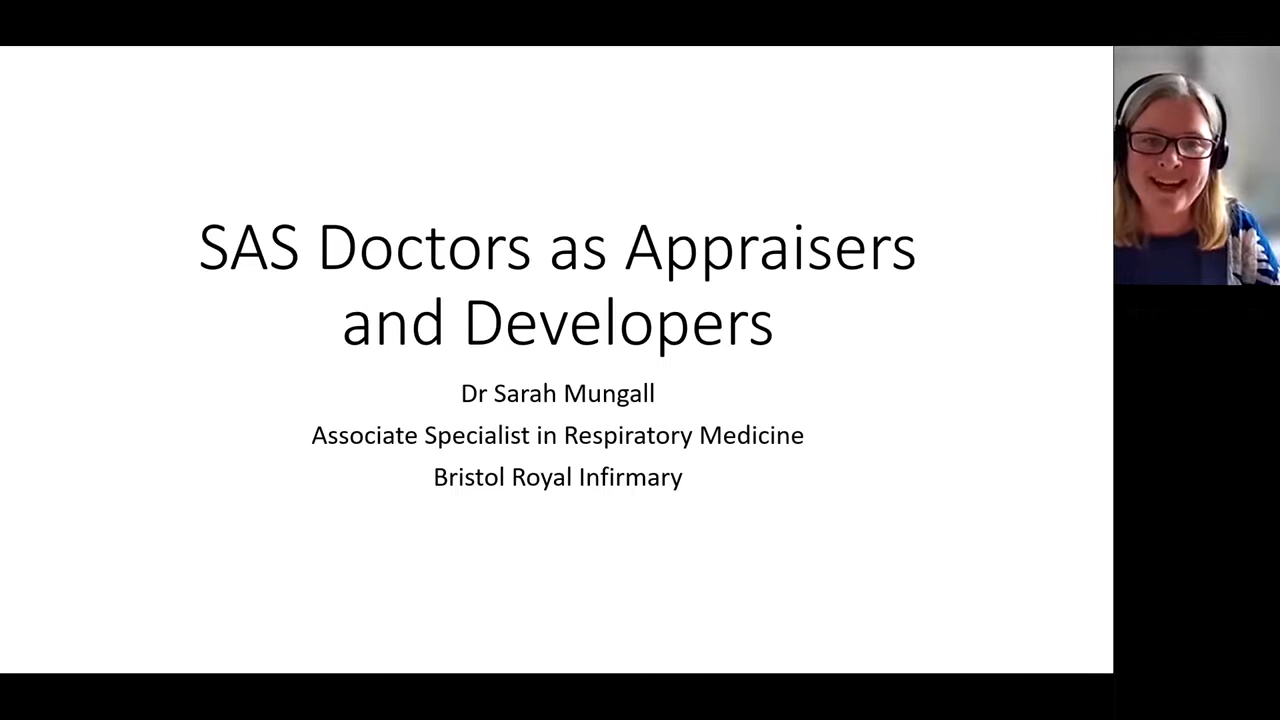 SAS Doctors as Appraisers
and Developers
Dr Sarah Mungall
Associate Specialist in Respiratory Medicine
Bristol Royal Infirmary